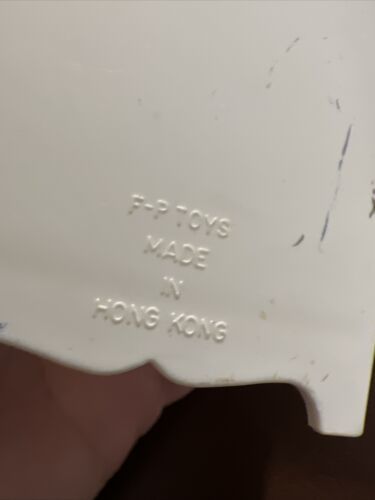 F-P TOYS
MADE
IN
HONG KONG